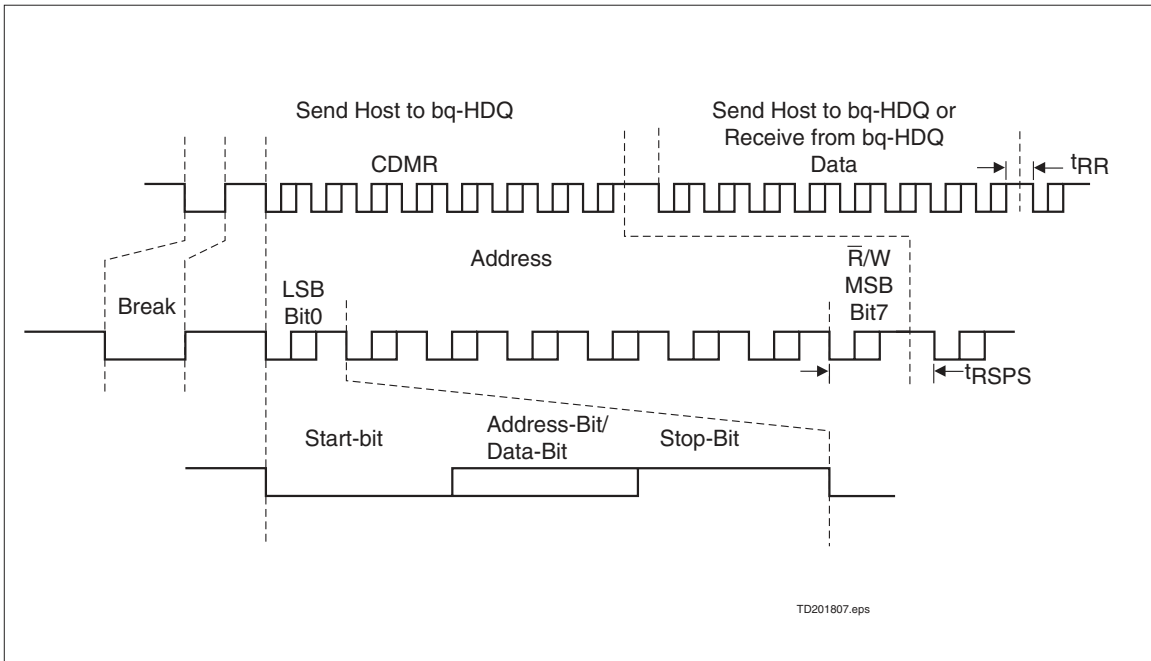 Send Host to bq-HDQ
Send Host to bq-HDQ or
Receive from bq-HDQ
CDMR
Data
tRR
Address
R̅/W
MSB
Bit7
LSB
Bit0
Break
tRSPS
Start-bit
Address-Bit/
Data-Bit
Stop-Bit
TD201807.eps